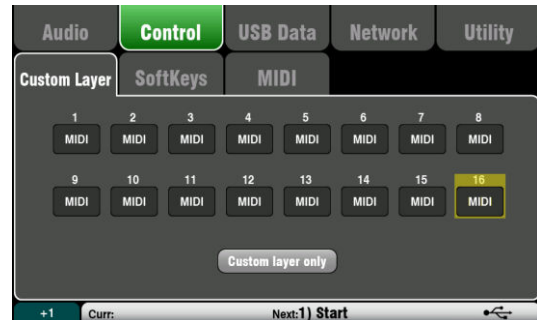 Audio Control USB Data Network Utility
Custom Layer SoftKeys MIDI
1 2 3 4 5 6 7 8
MIDI MIDI MIDI MIDI MIDI MIDI MIDI MIDI
9 10 11 12 13 14 15 16
MIDI MIDI MIDI MIDI MIDI MIDI MIDI MIDI
Custom layer only
+1 Curr: Next:1) Start